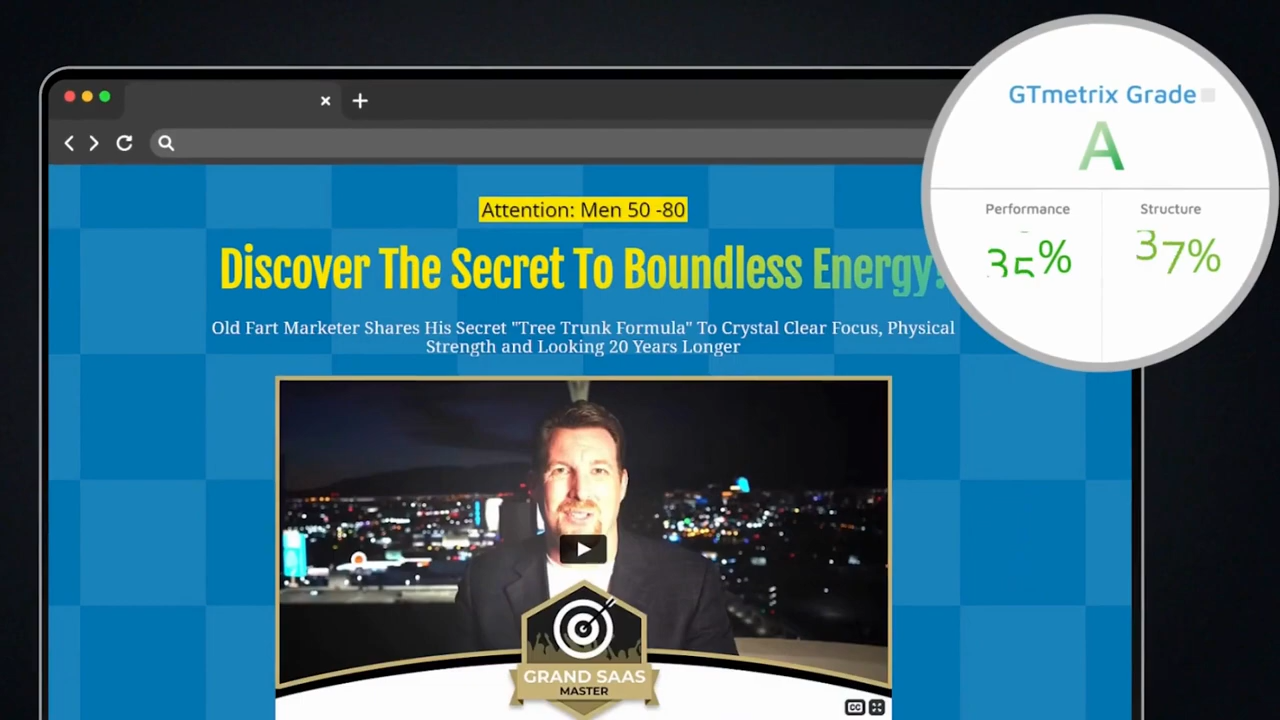 GTmetrix Grade
A
Performance
Structure
35%
37%
Attention: Men 50 -80
Discover The Secret To Boundless Energy!
Old Fart Marketer Shares His Secret "Tree Trunk Formula" To Crystal Clear Focus, Physical
Strength and Looking 20 Years Longer
GRAND SAAS
MASTER
CC